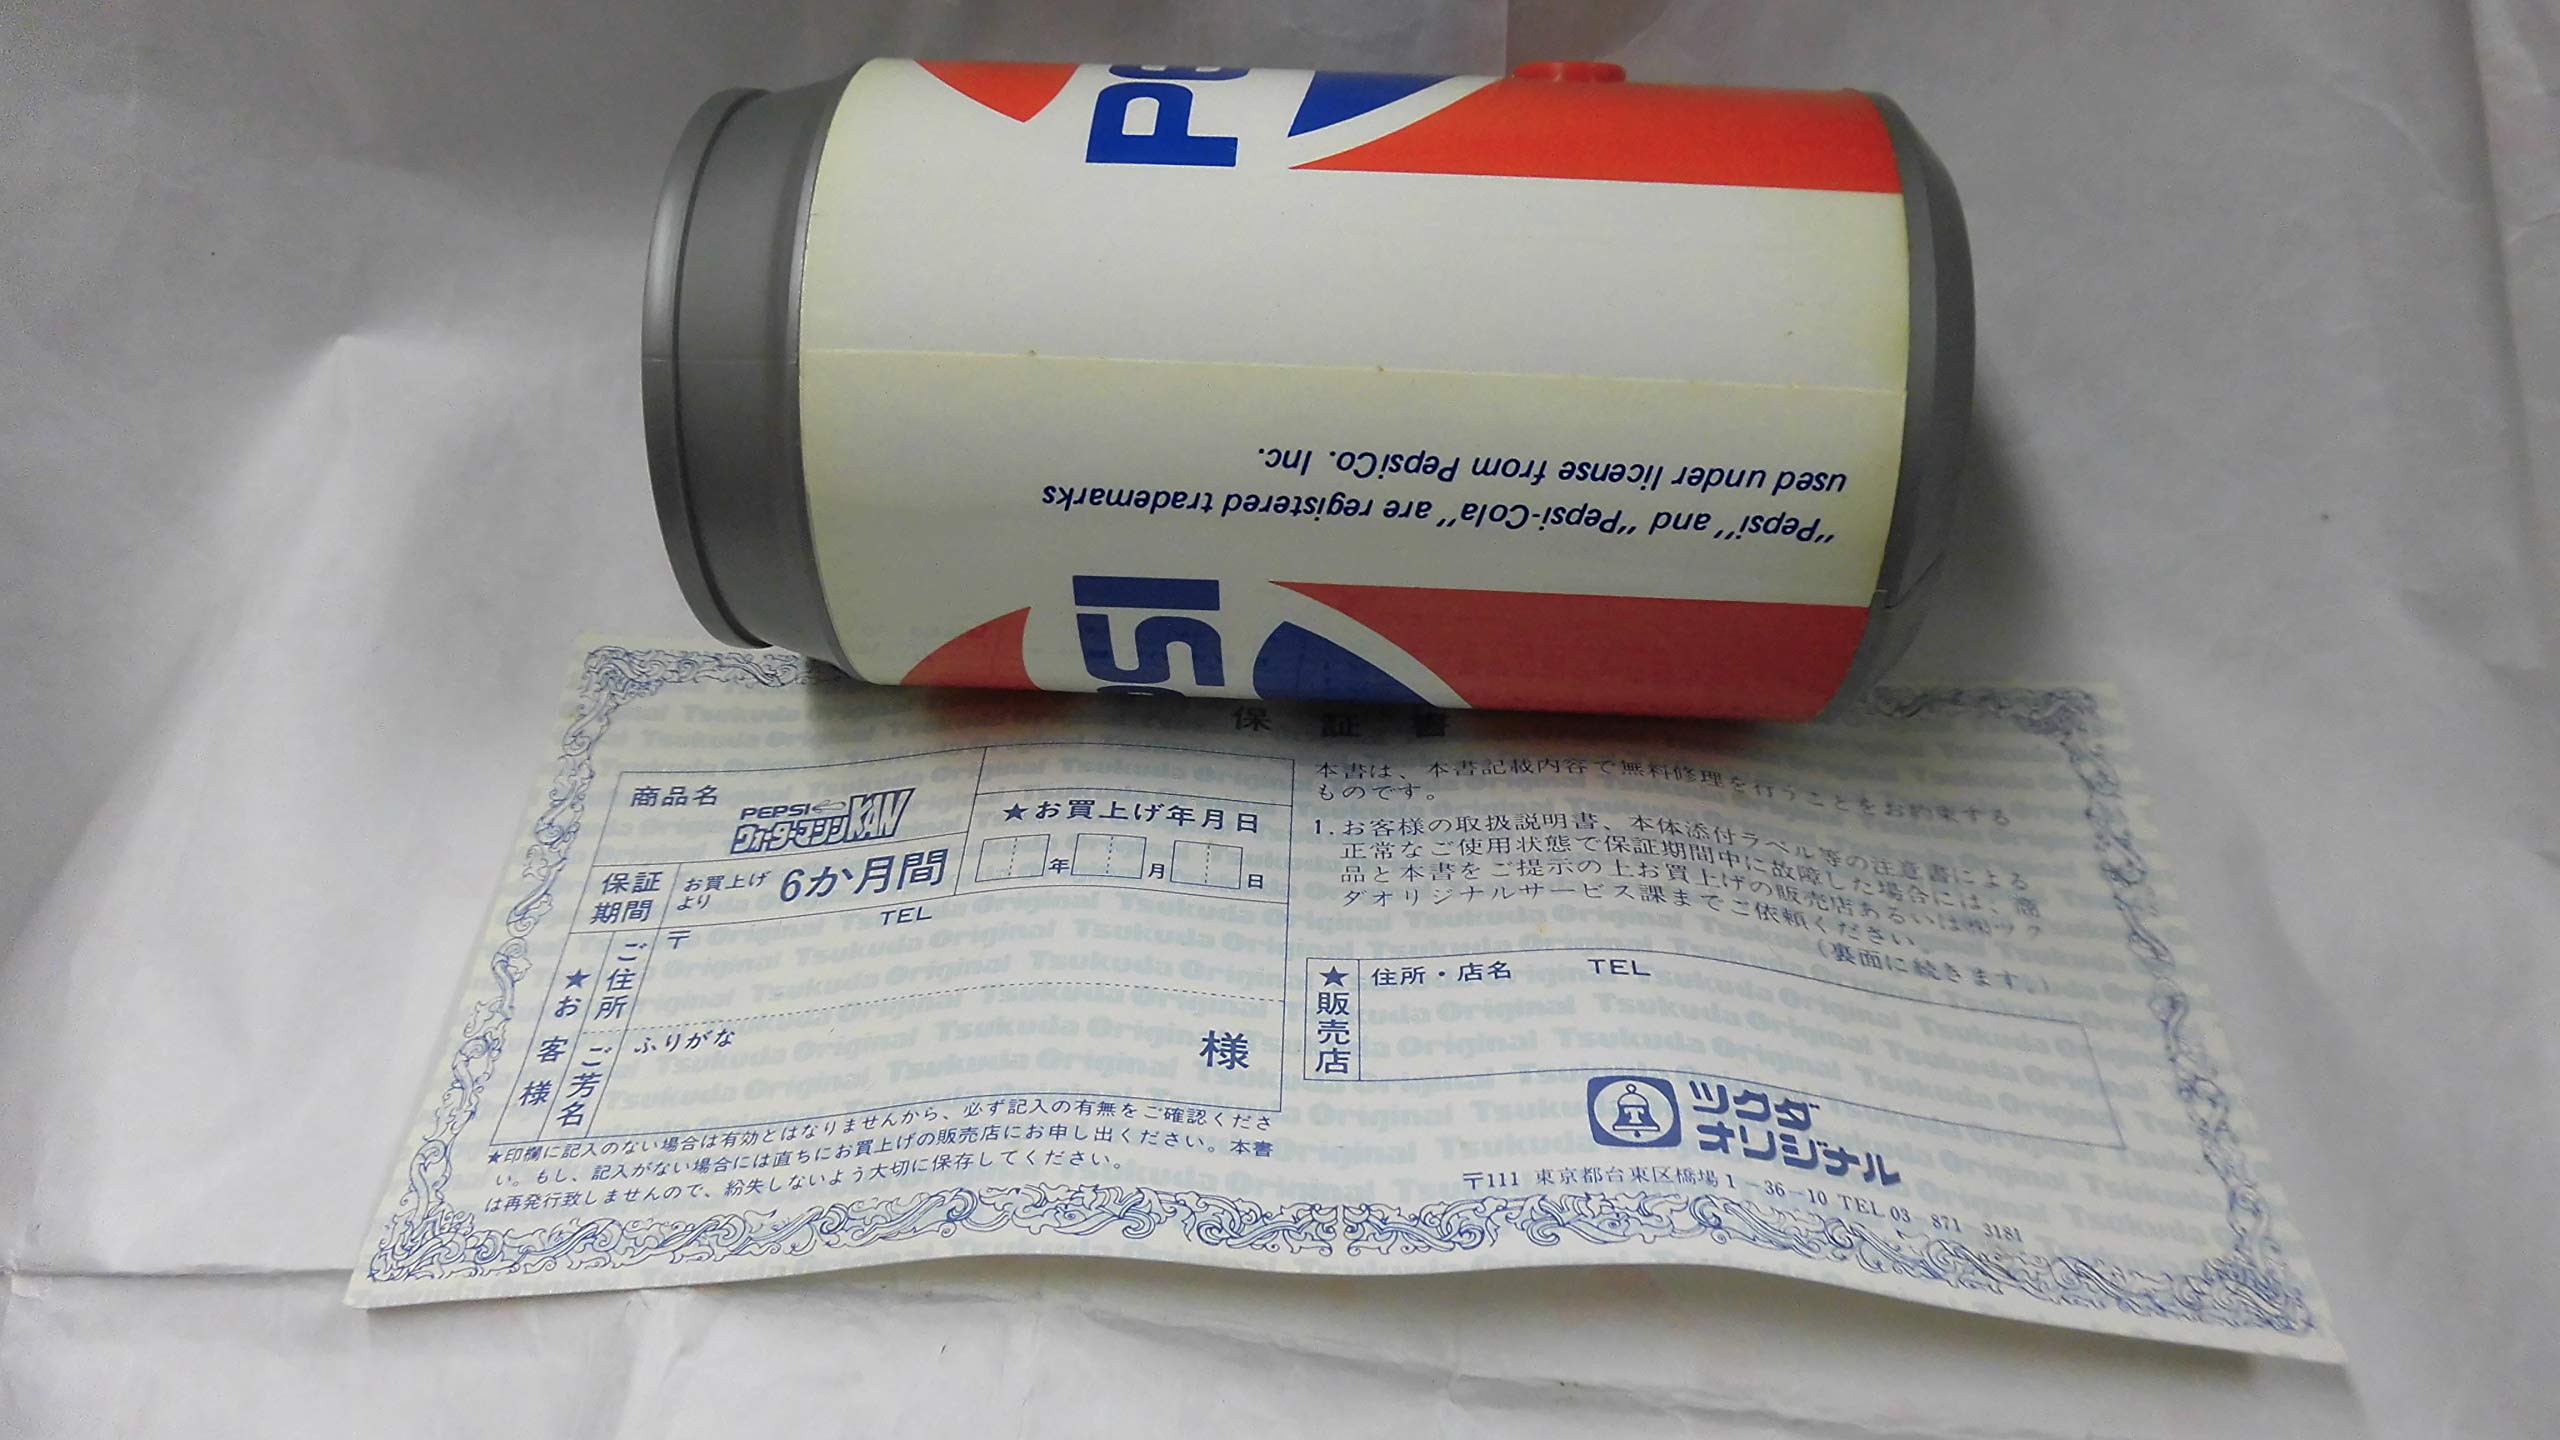 PE
used under license from PepsiCo. Inc.
"Pepsi" and "Pepsi-Cola" are registered trademarks
PSI
保証書
商品名
PEPSI
ウォーターマシンKAN
★お買上げ年月日
年 月 日
保証期間
お買上げより 6か月間
TEL
★お客様
ご住所
〒
ご芳名
ふりがな
様
★印欄に記入のない場合は有効とはなりませんから、必ず記入の有無をご確認くださ
い。もし、記入がない場合には直ちにお買上げの販売店にお申し出ください。本書
は再発行致しませんので、紛失しないよう大切に保存してください。
本書は、本書記載内容で無料修理を行うことをお約束する
ものです。
1.お客様の取扱説明書、本体添付ラベル等の注意書による
正常なご使用状態で保証期間中に故障した場合には、商
品と本書をご提示の上お買上げの販売店あるいは㈱ツク
ダオリジナルサービス課までご依頼ください。
(裏面に続きます。)
★販売店
住所・店名 TEL
ツクダ
オリジナル
〒111 東京都台東区橋場1-36-10 TEL 03-871-3181
Tsukuda Original